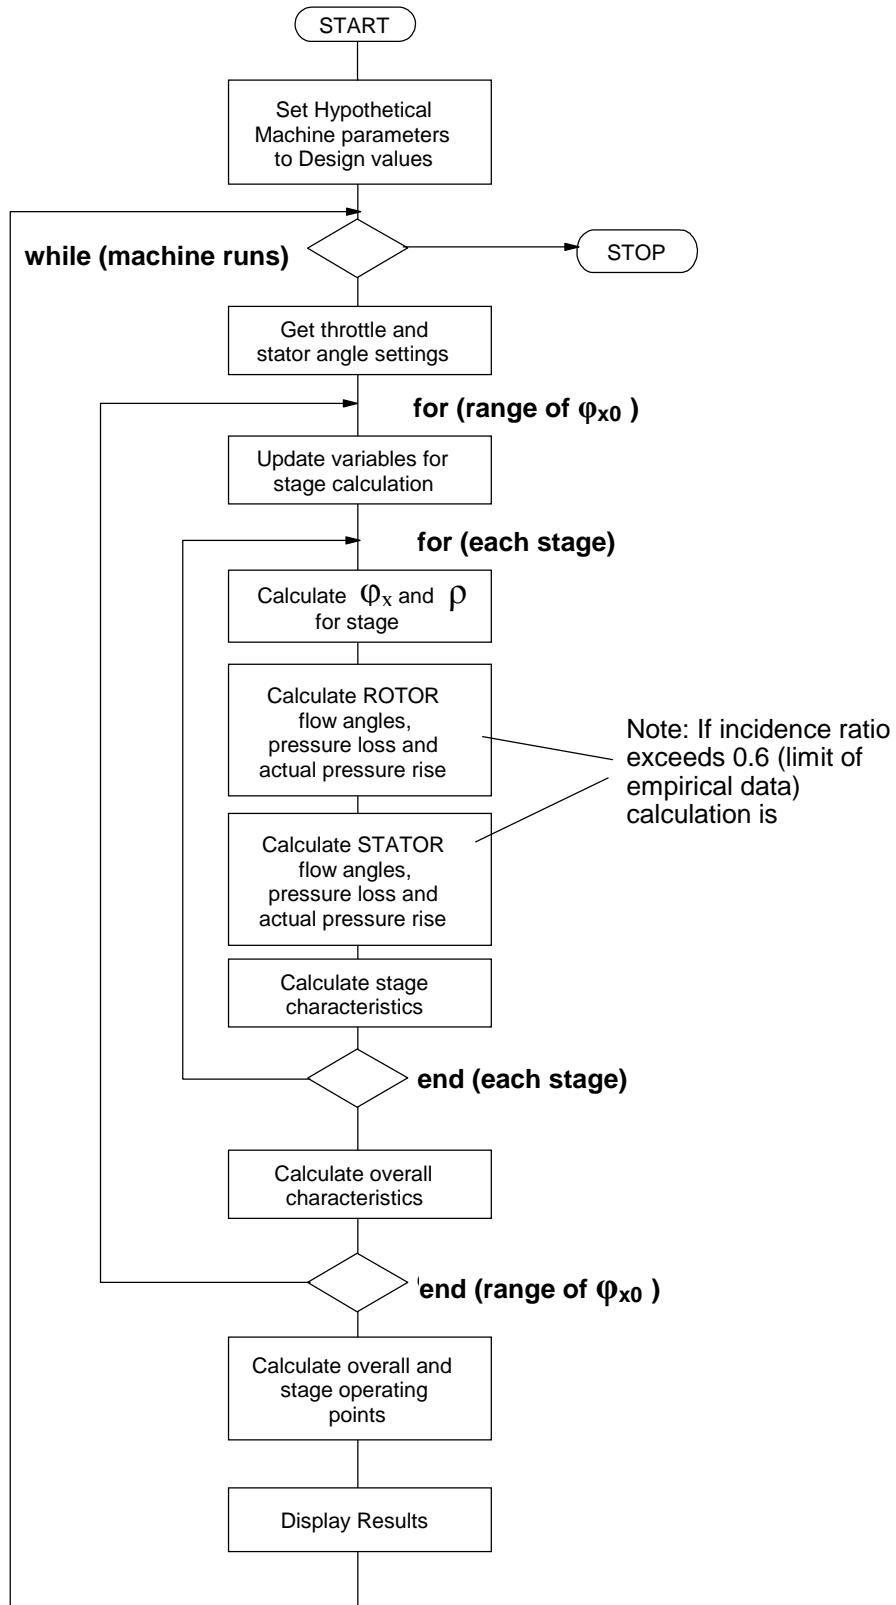 START
Set Hypothetical
Machine parameters
to Design values
while (machine runs)
STOP
Get throttle and
stator angle settings
for (range of φx0 )
Update variables for
stage calculation
for (each stage)
Calculate φx and ρ
for stage
Calculate ROTOR
flow angles,
pressure loss and
actual pressure rise
Note: If incidence ratio
exceeds 0.6 (limit of
empirical data)
calculation is
Calculate STATOR
flow angles,
pressure loss and
actual pressure rise
Calculate stage
characteristics
end (each stage)
Calculate overall
characteristics
end (range of φx0 )
Calculate overall and
stage operating
points
Display Results